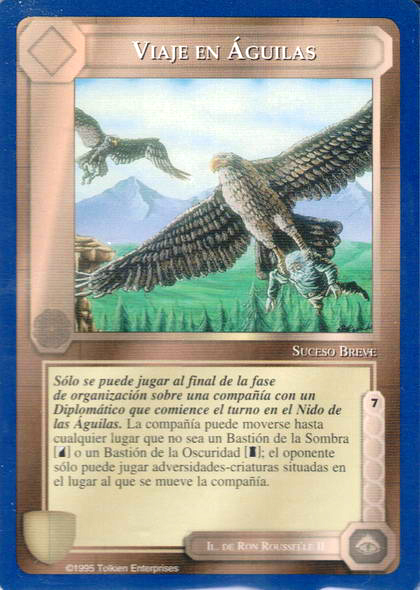 Viaje en Águilas
Suceso Breve
Sólo se puede jugar al final de la fase
de organización sobre una compañía con un
Diplomático que comience el turno en el Nido de
las Águilas. La compañía puede moverse hasta
cualquier lugar que no sea un Bastión de la Sombra
[] o un Bastión de la Oscuridad []; el oponente
sólo puede jugar adversidades-criaturas situadas en
el lugar al que se mueve la compañía.
7
Il. de Ron Rousselle II
©1995 Tolkien Enterprises